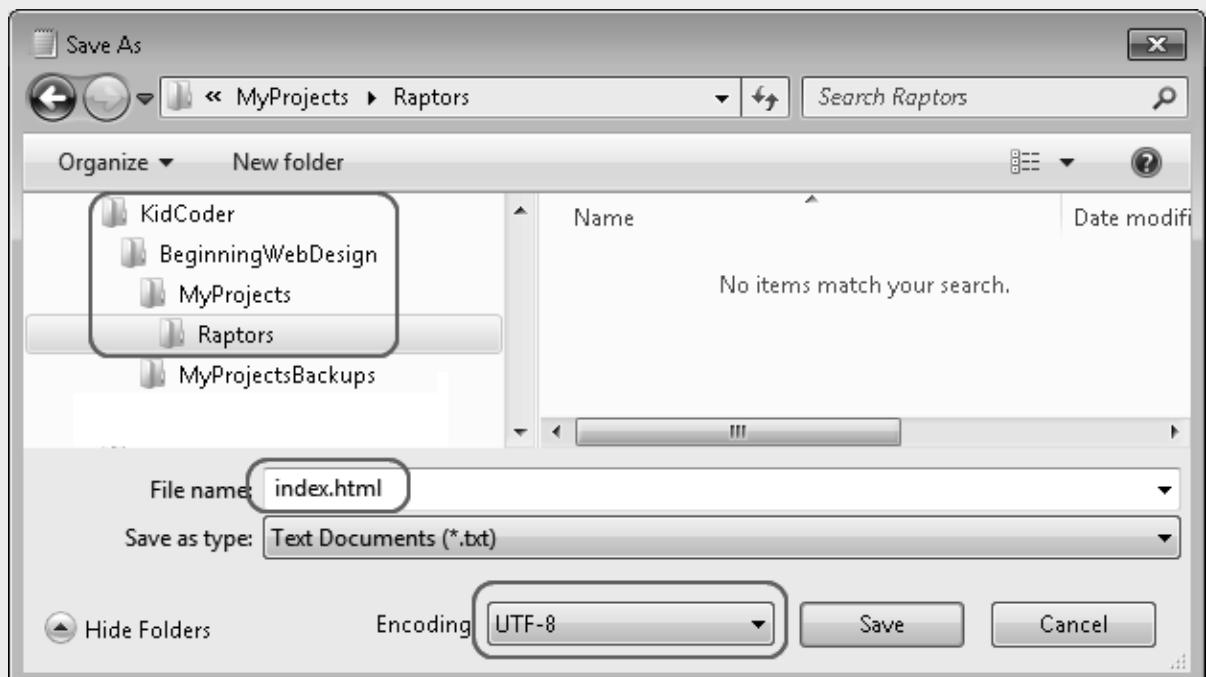 Save As
« MyProjects ▸ Raptors Search Raptors
Organize New folder
KidCoder
BeginningWebDesign
MyProjects
Raptors
MyProjectsBackups
Name Date modifi
No items match your search.
File name: index.html
Save as type: Text Documents (*.txt)
Hide Folders Encoding UTF-8 Save Cancel